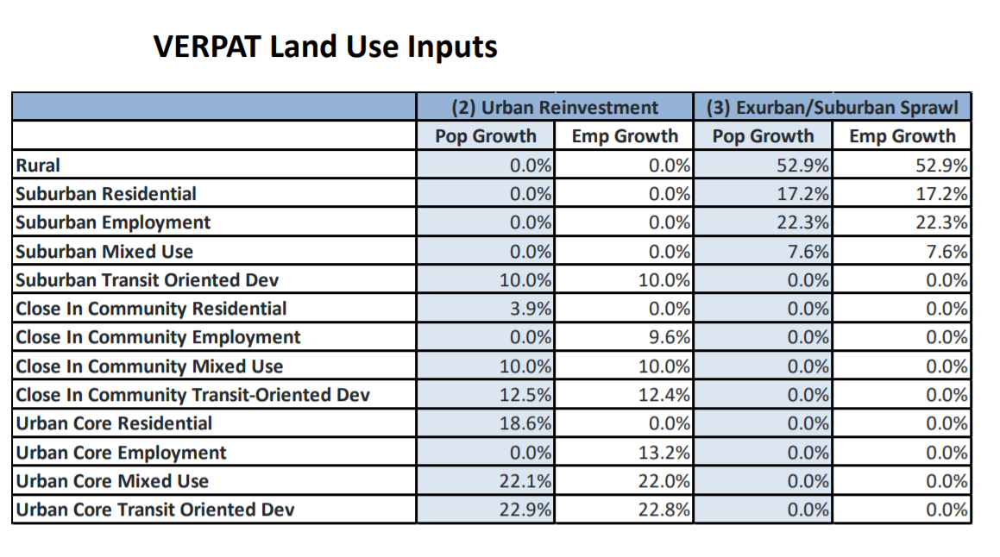 VERPAT Land Use Inputs
(2) Urban Reinvestment (3) Exurban/Suburban Sprawl
Pop Growth Emp Growth Pop Growth Emp Growth
Rural 0.0% 0.0% 52.9% 52.9%
Suburban Residential 0.0% 0.0% 17.2% 17.2%
Suburban Employment 0.0% 0.0% 22.3% 22.3%
Suburban Mixed Use 0.0% 0.0% 7.6% 7.6%
Suburban Transit Oriented Dev 10.0% 10.0% 0.0% 0.0%
Close In Community Residential 3.9% 0.0% 0.0% 0.0%
Close In Community Employment 0.0% 9.6% 0.0% 0.0%
Close In Community Mixed Use 10.0% 10.0% 0.0% 0.0%
Close In Community Transit-Oriented Dev 12.5% 12.4% 0.0% 0.0%
Urban Core Residential 18.6% 0.0% 0.0% 0.0%
Urban Core Employment 0.0% 13.2% 0.0% 0.0%
Urban Core Mixed Use 22.1% 22.0% 0.0% 0.0%
Urban Core Transit Oriented Dev 22.9% 22.8% 0.0% 0.0%